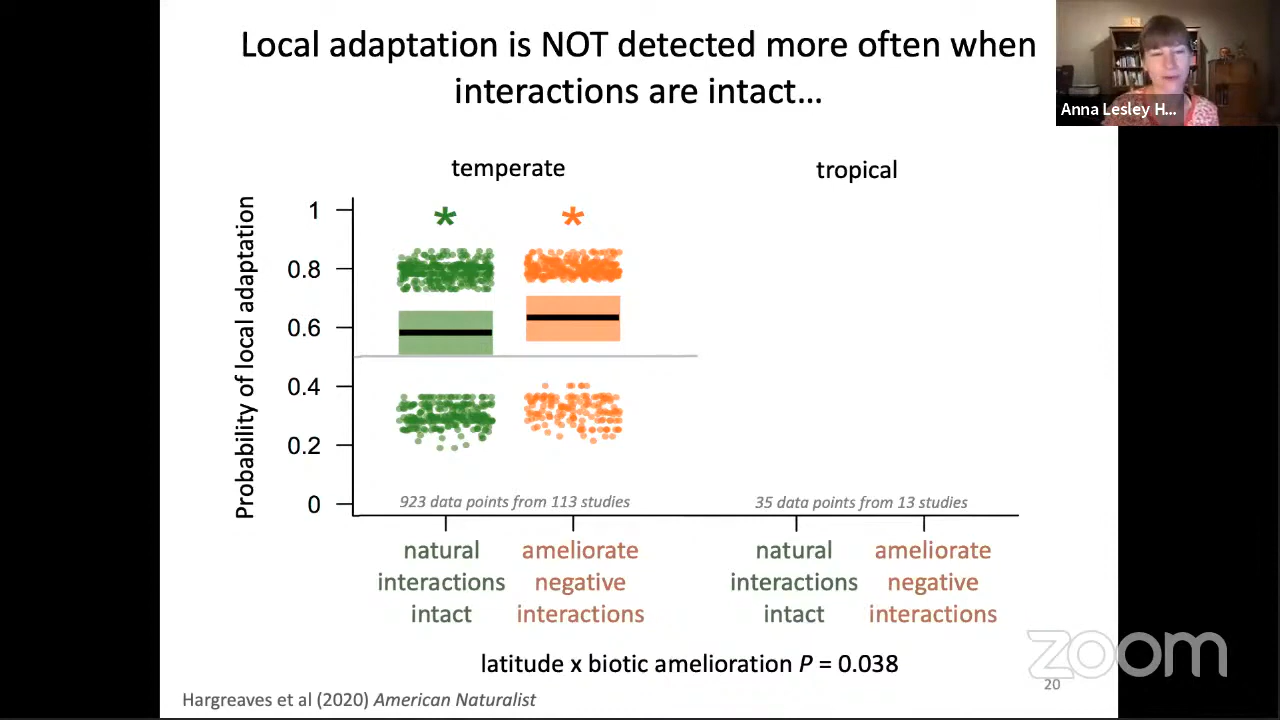 Local adaptation is NOT detected more often when
interactions are intact...
Anna Lesley H...
temperate
tropical
Probability of local adaptation
1
0.8
0.6
0.4
0.2
0
*
*
923 data points from 113 studies
35 data points from 13 studies
natural
interactions
intact
ameliorate
negative
interactions
natural
interactions
intact
ameliorate
negative
interactions
latitude x biotic amelioration P = 0.038
zoom
20
Hargreaves et al (2020) American Naturalist